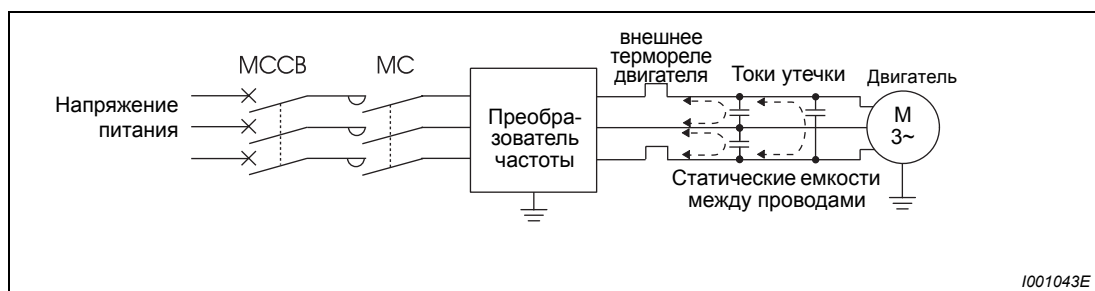 внешнее
термореле
двигателя
MCCB
MC
Токи утечки
Двигатель
Напряжение
питания
Преобра-
зователь
частоты
M
3~
Статические емкости
между проводами
I001043E